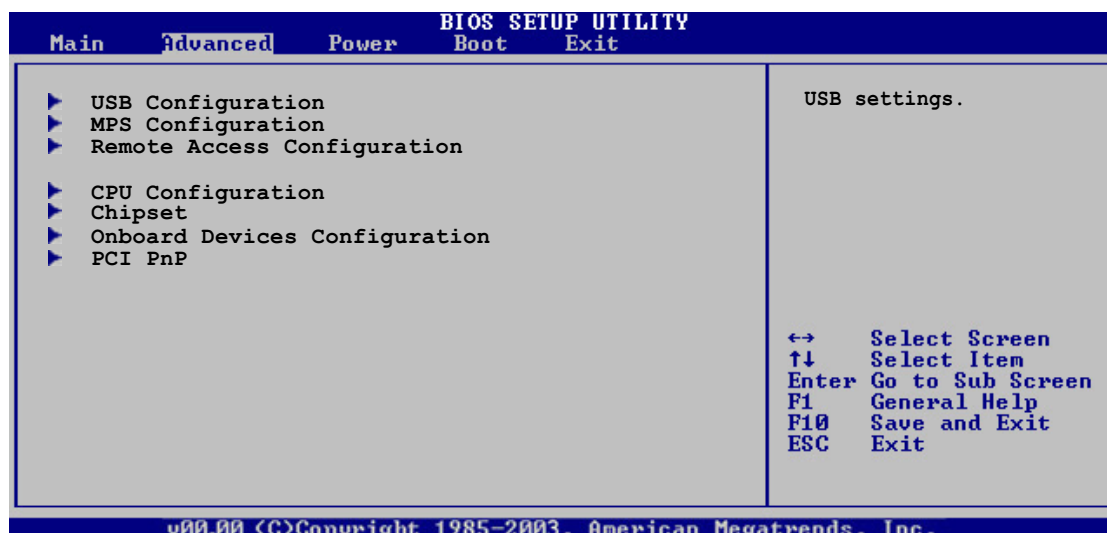 BIOS SETUP UTILITY
Main Advanced Power Boot Exit
USB Configuration
MPS Configuration
Remote Access Configuration
CPU Configuration
Chipset
Onboard Devices Configuration
PCI PnP
USB settings.
←→ Select Screen
↑↓ Select Item
Enter Go to Sub Screen
F1 General Help
F10 Save and Exit
ESC Exit
v00.00 (C)Copyright 1985-2003, American Megatrends, Inc.